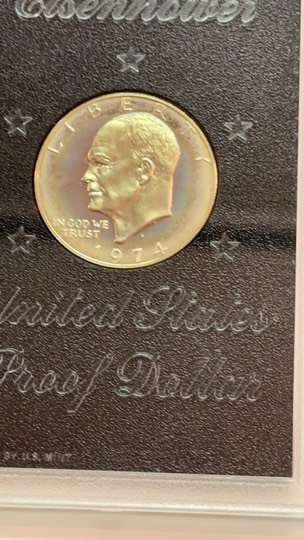 Eisenhower
LIBERTY
IN GOD WE
TRUST
1974
United States
Proof Dollar
BY U.S. MINT